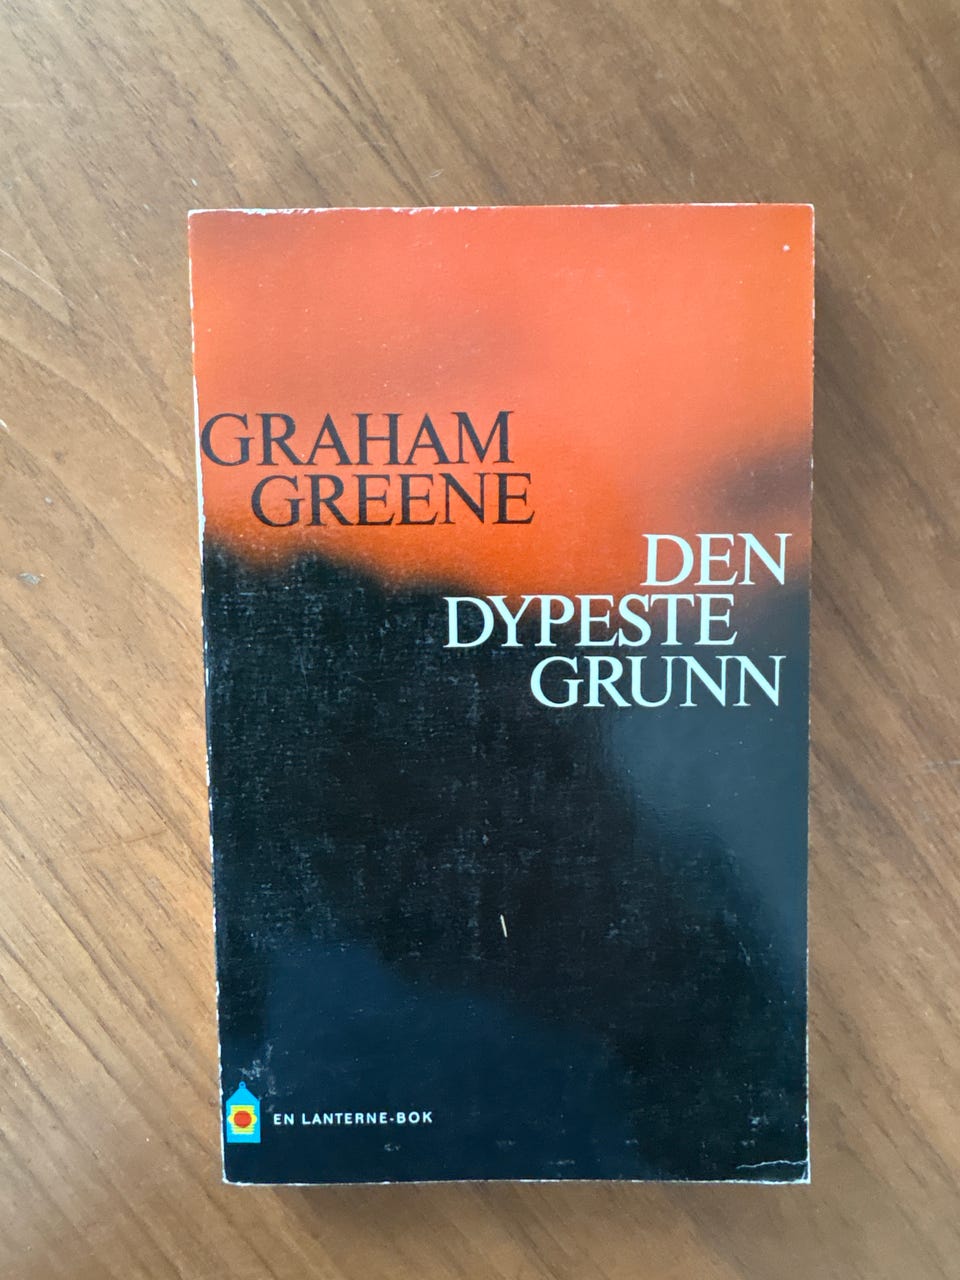 GRAHAM
GREENE
DEN
DYPESTE
GRUNN
EN LANTERNE-BOK